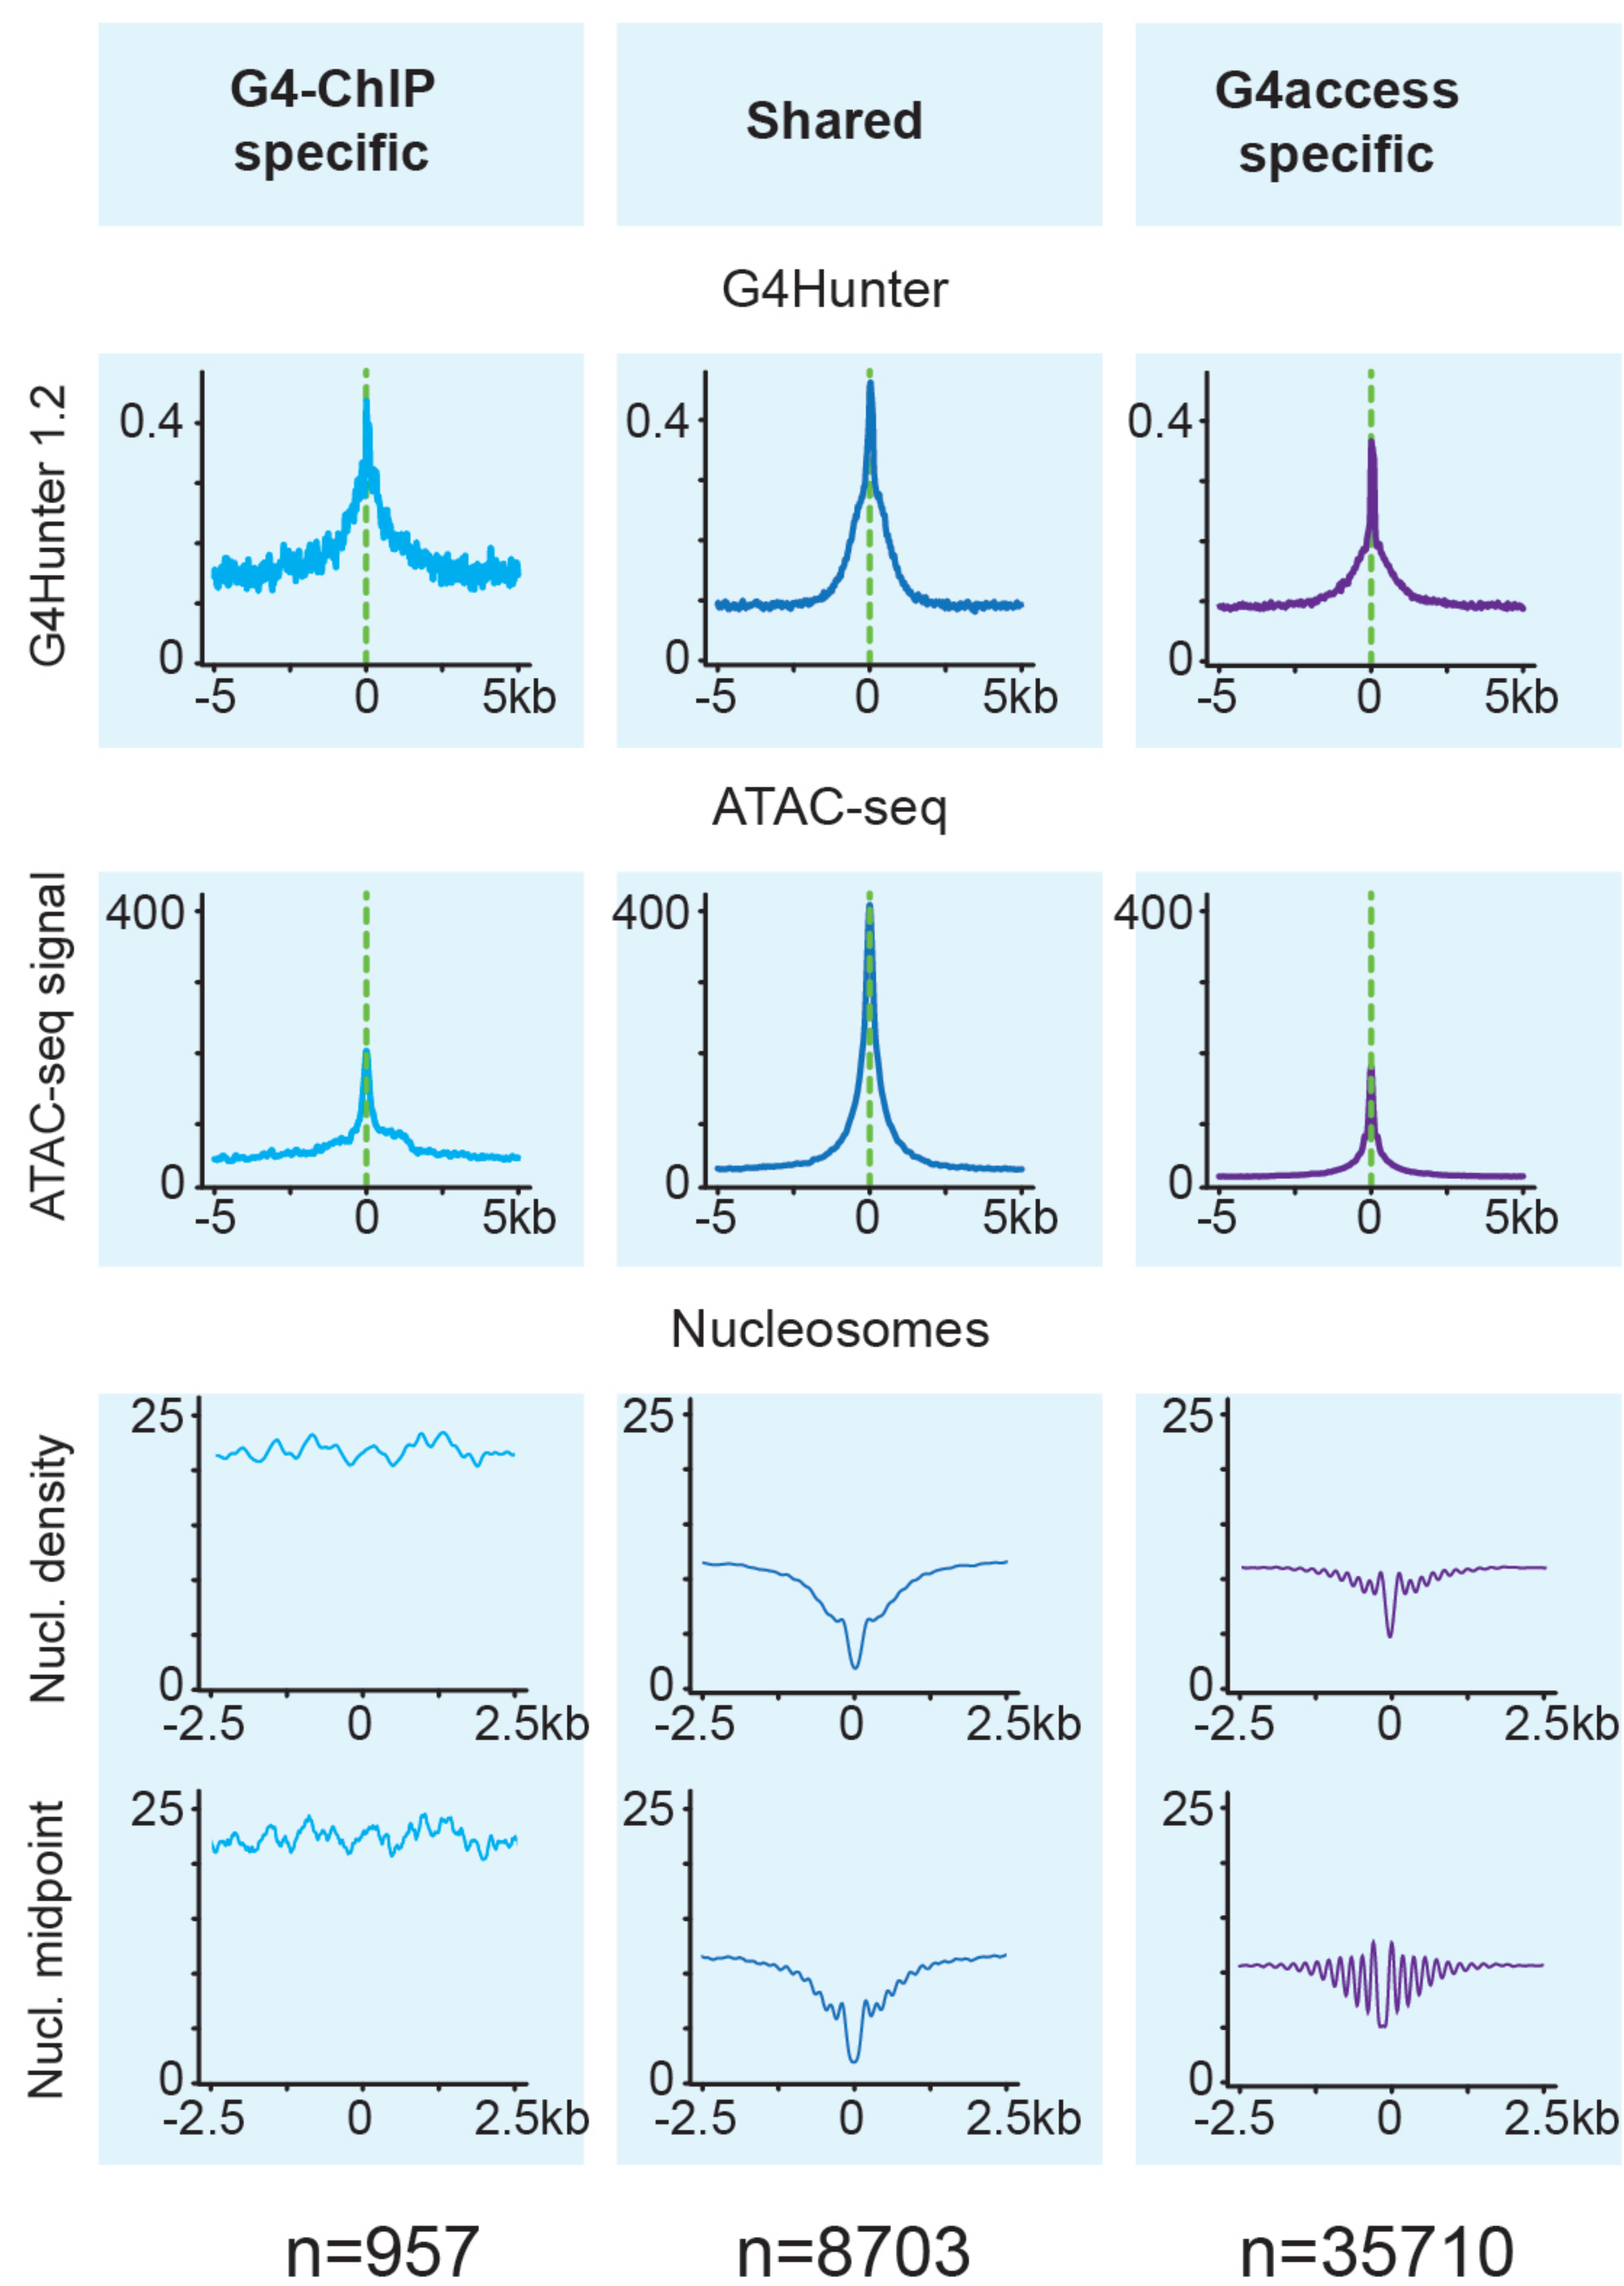 G4-ChIP
specific
Shared
G4access
specific
G4Hunter
G4Hunter 1.2
0.4
0
-5 0 5kb
0.4
0
-5 0 5kb
0.4
0
-5 0 5kb
ATAC-seq
ATAC-seq signal
400
0
-5 0 5kb
400
0
-5 0 5kb
400
0
-5 0 5kb
Nucleosomes
Nucl. density
25
0
-2.5 0 2.5kb
25
0
-2.5 0 2.5kb
25
0
-2.5 0 2.5kb
Nucl. midpoint
25
0
-2.5 0 2.5kb
25
0
-2.5 0 2.5kb
25
0
-2.5 0 2.5kb
n=957
n=8703
n=35710